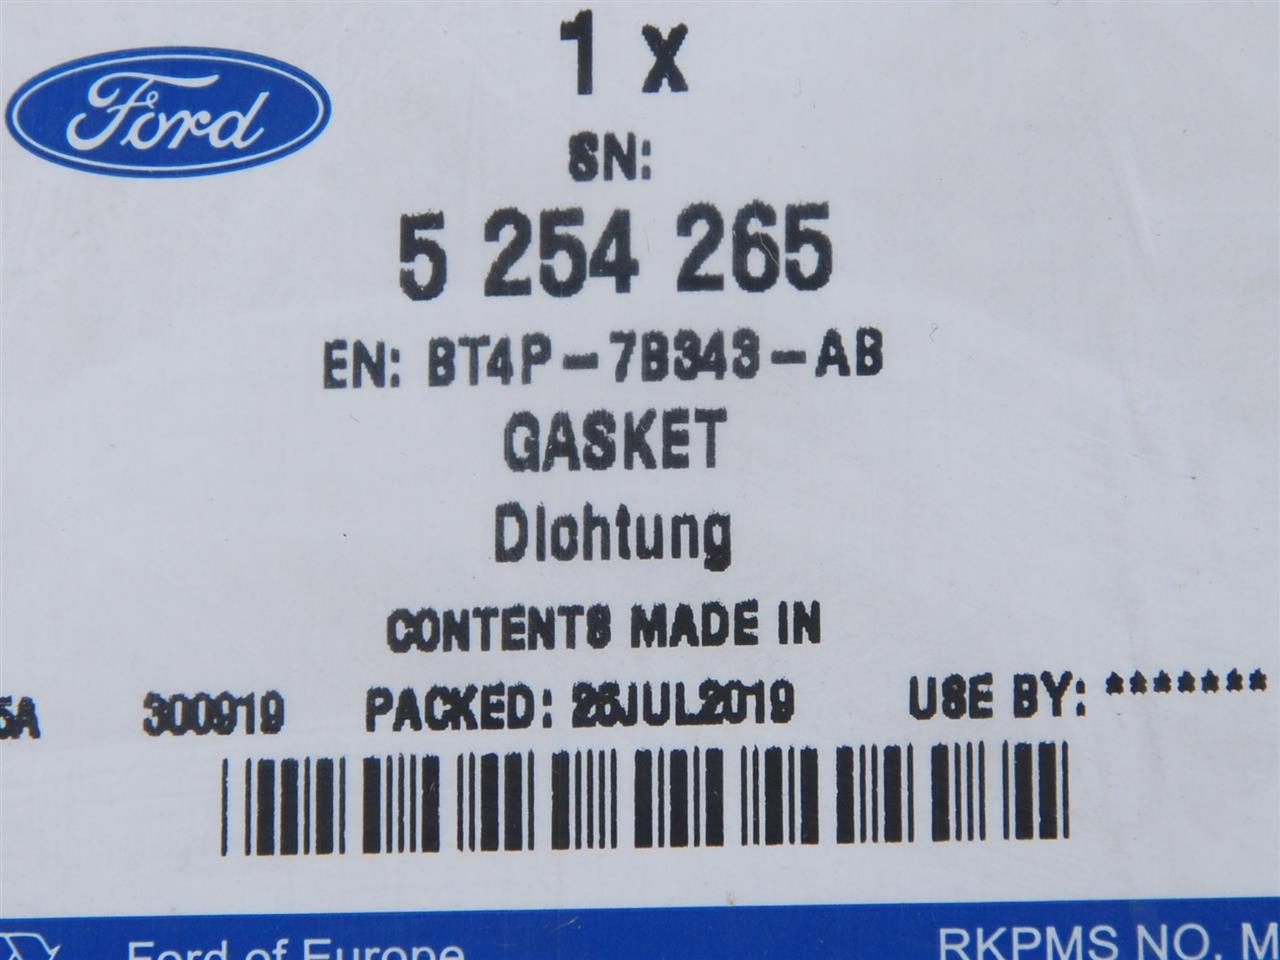 Ford
1 x
SN:
5 254 265
EN: BT4P-7B343-AB
GASKET
Dichtung
CONTENTS MADE IN
5A 300919 PACKED: 26JUL2019 USE BY: *******
Ford of Europe
RKPMS NO. M